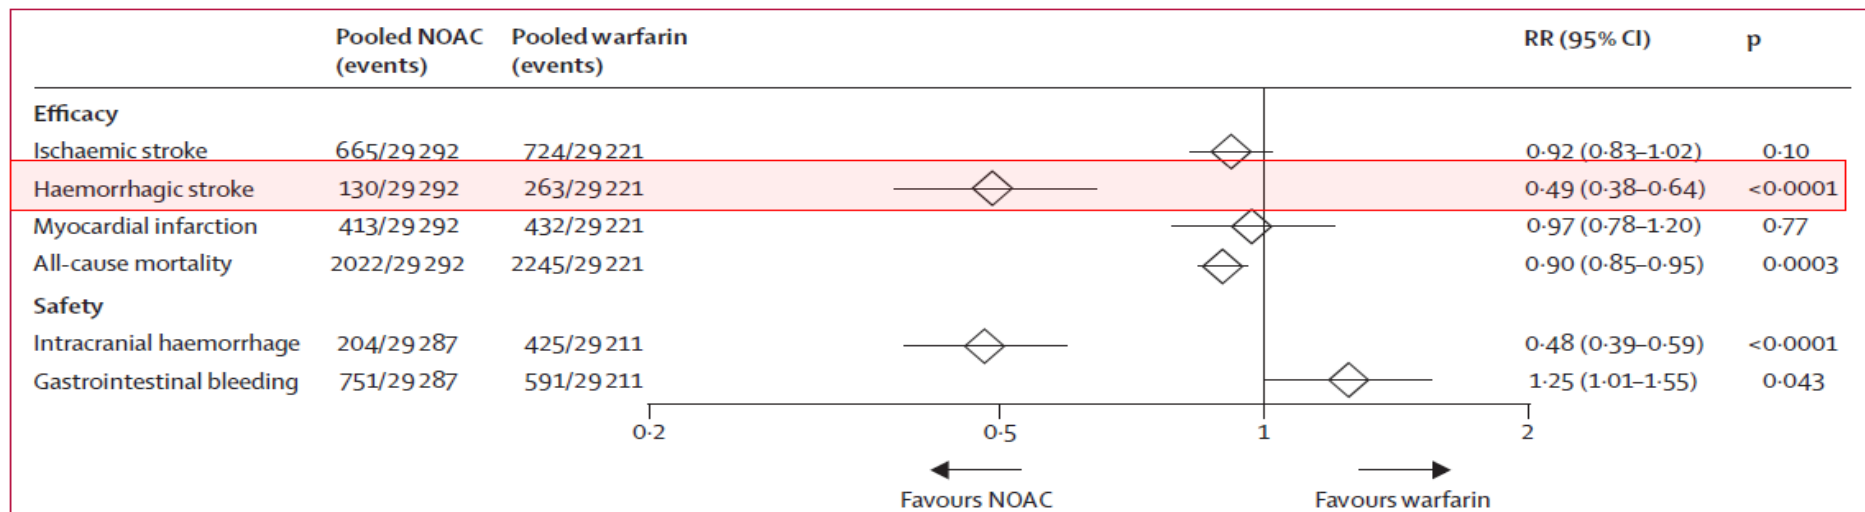 Pooled NOAC (events) Pooled warfarin (events) RR (95% CI) p
Efficacy
Ischaemic stroke 665/29 292 724/29 221 0·92 (0·83–1·02) 0·10
Haemorrhagic stroke 130/29 292 263/29 221 0·49 (0·38–0·64) <0·0001
Myocardial infarction 413/29 292 432/29 221 0·97 (0·78–1·20) 0·77
All-cause mortality 2022/29 292 2245/29 221 0·90 (0·85–0·95) 0·0003
Safety
Intracranial haemorrhage 204/29 287 425/29 211 0·48 (0·39–0·59) <0·0001
Gastrointestinal bleeding 751/29 287 591/29 211 1·25 (1·01–1·55) 0·043
0·2 0·5 1 2
Favours NOAC Favours warfarin